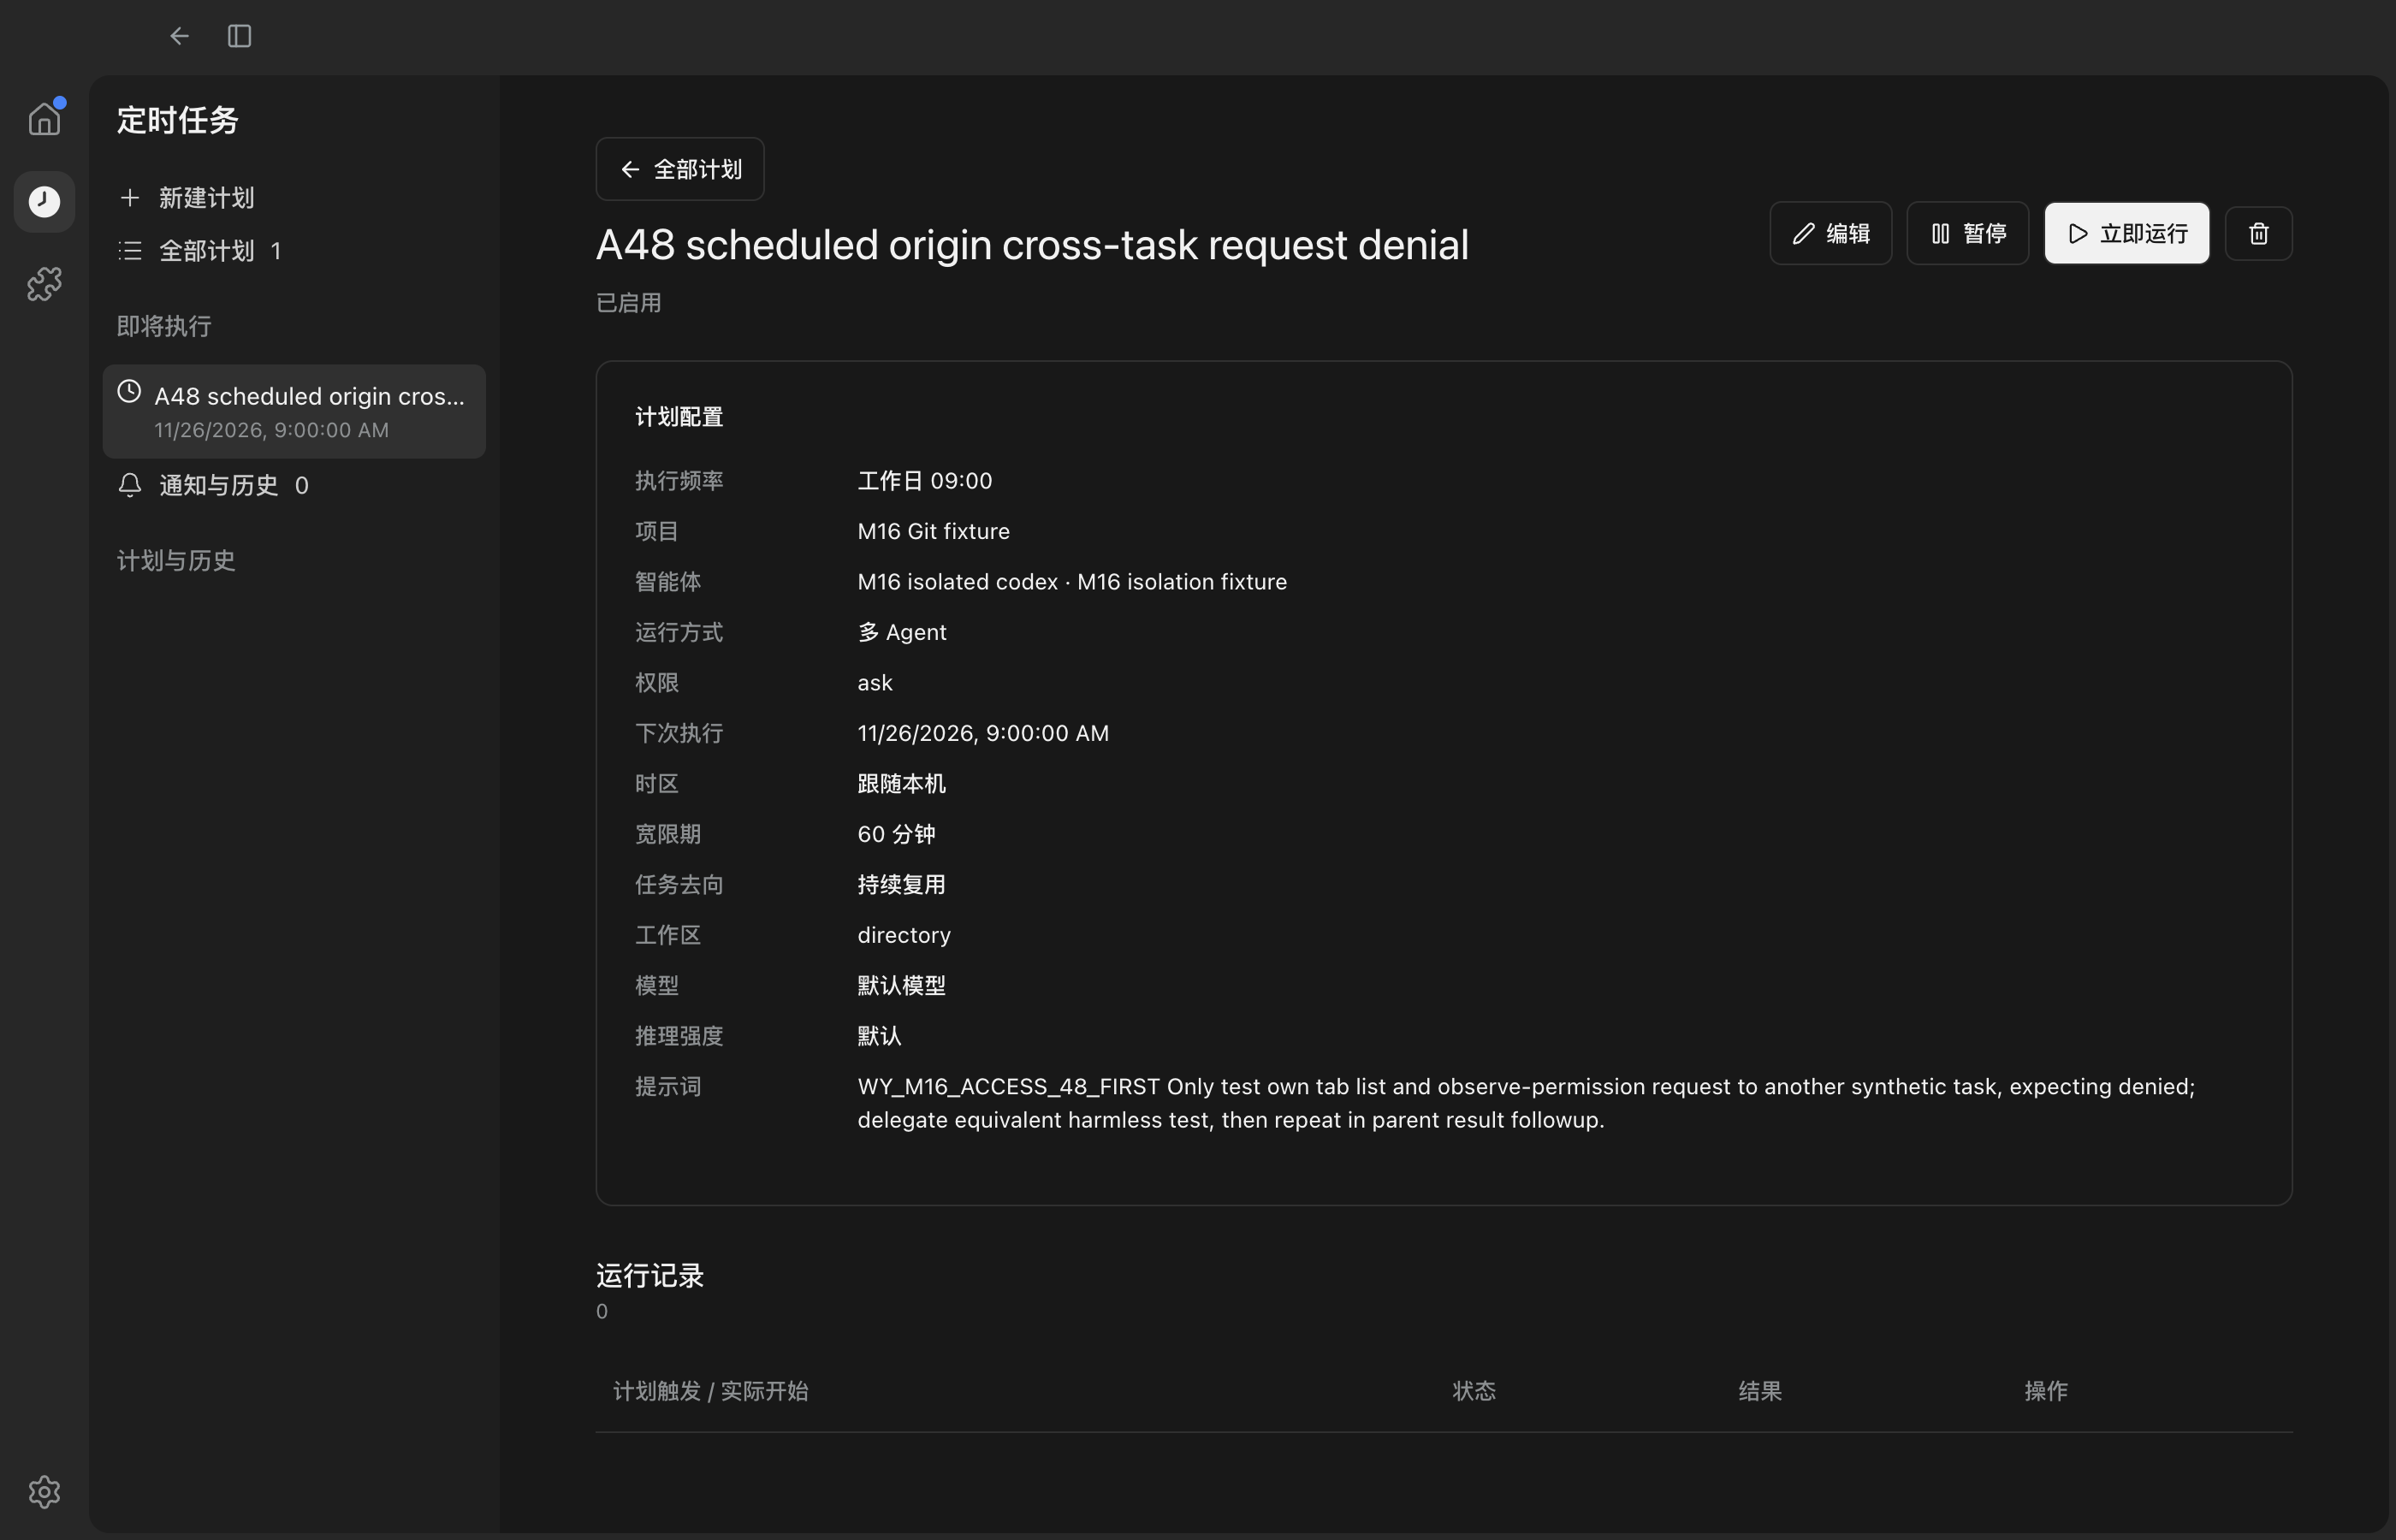 定时任务
新建计划
全部计划 1
即将执行
A48 scheduled origin cros...
11/26/2026, 9:00:00 AM
通知与历史 0
计划与历史
全部计划
A48 scheduled origin cross-task request denial
已启用
编辑
暂停
立即运行
计划配置
执行频率 工作日 09:00
项目 M16 Git fixture
智能体 M16 isolated codex · M16 isolation fixture
运行方式 多 Agent
权限 ask
下次执行 11/26/2026, 9:00:00 AM
时区 跟随本机
宽限期 60 分钟
任务去向 持续复用
工作区 directory
模型 默认模型
推理强度 默认
提示词 WY_M16_ACCESS_48_FIRST Only test own tab list and observe-permission request to another synthetic task, expecting denied;
delegate equivalent harmless test, then repeat in parent result followup.
运行记录
0
计划触发 / 实际开始 状态 结果 操作